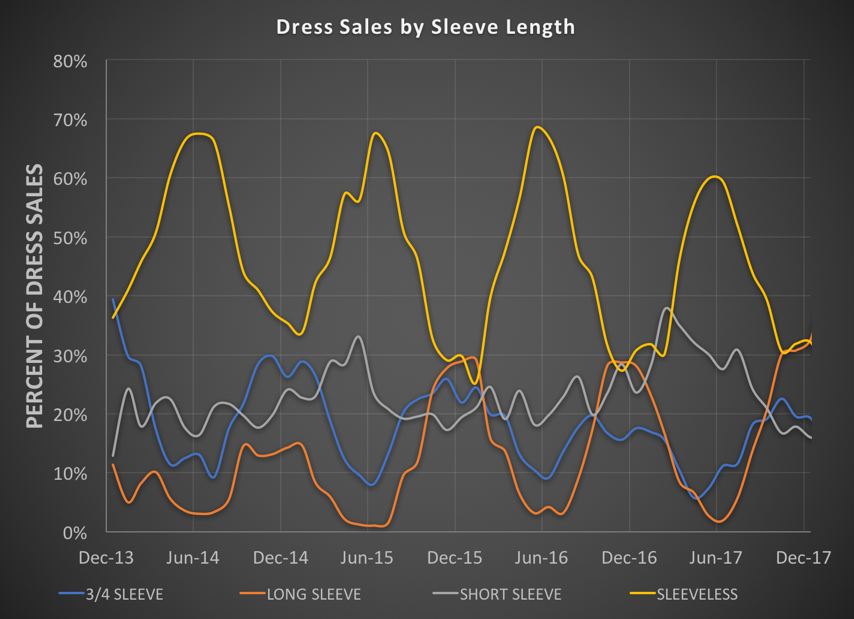 Dress Sales by Sleeve Length
PERCENT OF DRESS SALES
80%
70%
60%
50%
40%
30%
20%
10%
0%
Dec-13 Jun-14 Dec-14 Jun-15 Dec-15 Jun-16 Dec-16 Jun-17 Dec-17
3/4 SLEEVE LONG SLEEVE SHORT SLEEVE SLEEVELESS